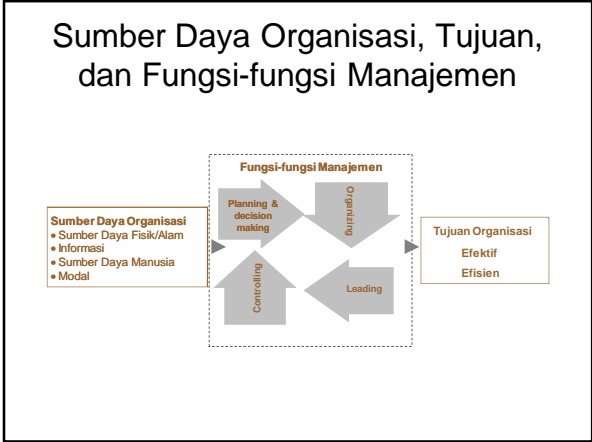 Sumber Daya Organisasi, Tujuan,
dan Fungsi-fungsi Manajemen
Fungsi-fungsi Manajemen
Sumber Daya Organisasi
• Sumber Daya Fisik/Alam
• Informasi
• Sumber Daya Manusia
• Modal
Planning &
decision
making
Organizing
Leading
Controlling
Tujuan Organisasi
Efektif
Efisien